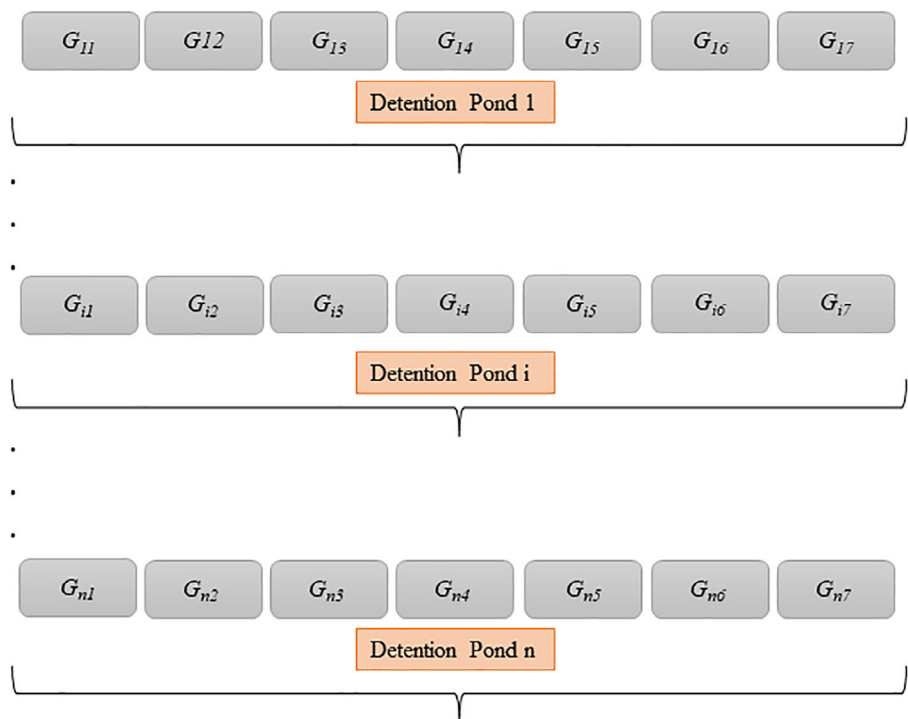 G11 G12 G13 G14 G15 G16 G17
Detention Pond 1
.
.
.
Gi1 Gi2 Gi3 Gi4 Gi5 Gi6 Gi7
Detention Pond i
.
.
.
Gn1 Gn2 Gn3 Gn4 Gn5 Gn6 Gn7
Detention Pond n